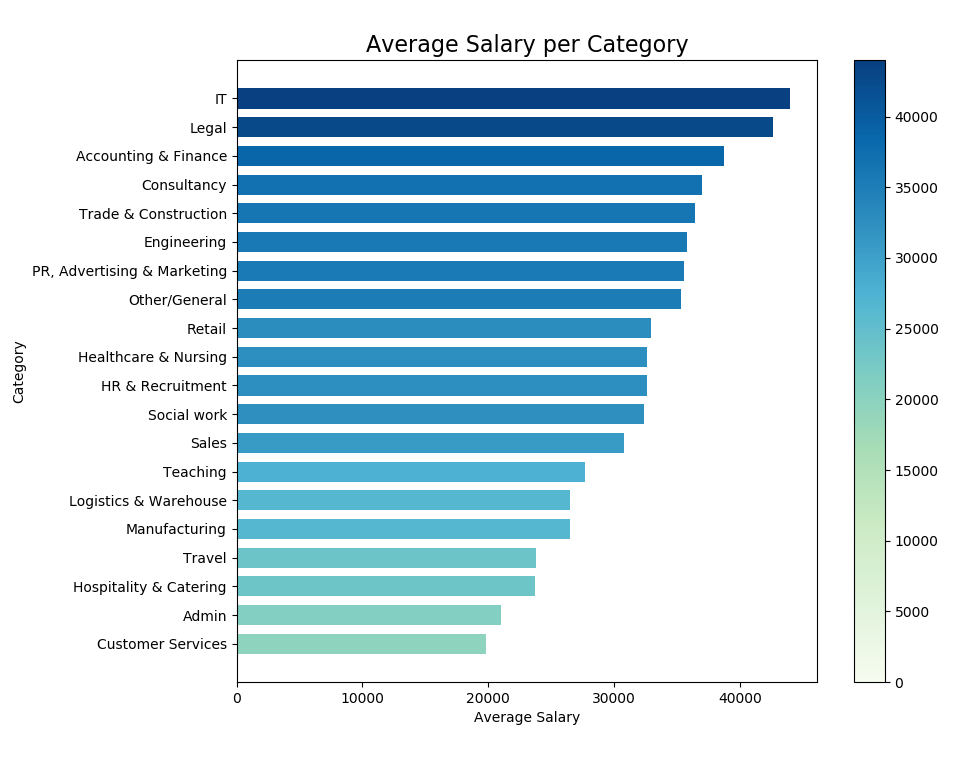 Average Salary per Category
IT
Legal
Accounting & Finance
Consultancy
Trade & Construction
Engineering
PR, Advertising & Marketing
Other/General
Retail
Healthcare & Nursing
HR & Recruitment
Social work
Sales
Teaching
Logistics & Warehouse
Manufacturing
Travel
Hospitality & Catering
Admin
Customer Services
Category
0 10000 20000 30000 40000
Average Salary
40000
35000
30000
25000
20000
15000
10000
5000
0